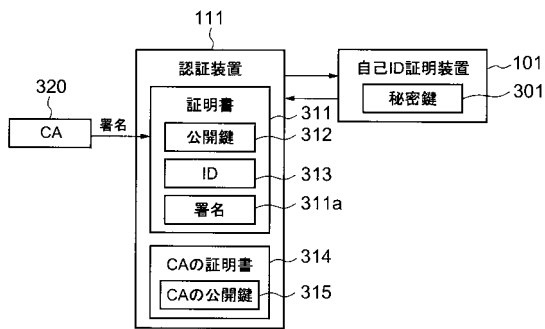 111
認証装置
自己ID証明装置
101
秘密鍵
301
320
CA
署名
証明書
311
公開鍵
312
ID
313
署名
311a
CAの証明書
314
CAの公開鍵
315